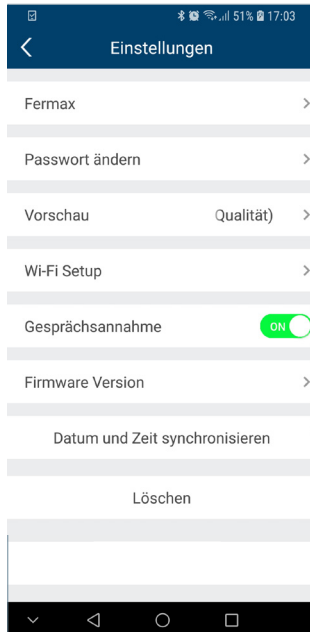 51% 17:03
Einstellungen
Fermax
Passwort ändern
Vorschau Qualität)
Wi-Fi Setup
Gesprächsannahme ON
Firmware Version
Datum und Zeit synchronisieren
Löschen